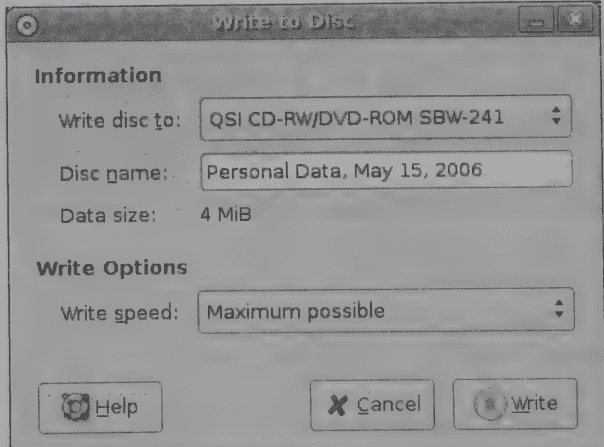 Write to Disc
Information
Write disc to: QSI CD-RW/DVD-ROM SBW-241
Disc name: Personal Data, May 15, 2006
Data size: 4 MiB
Write Options
Write speed: Maximum possible
Help Cancel Write